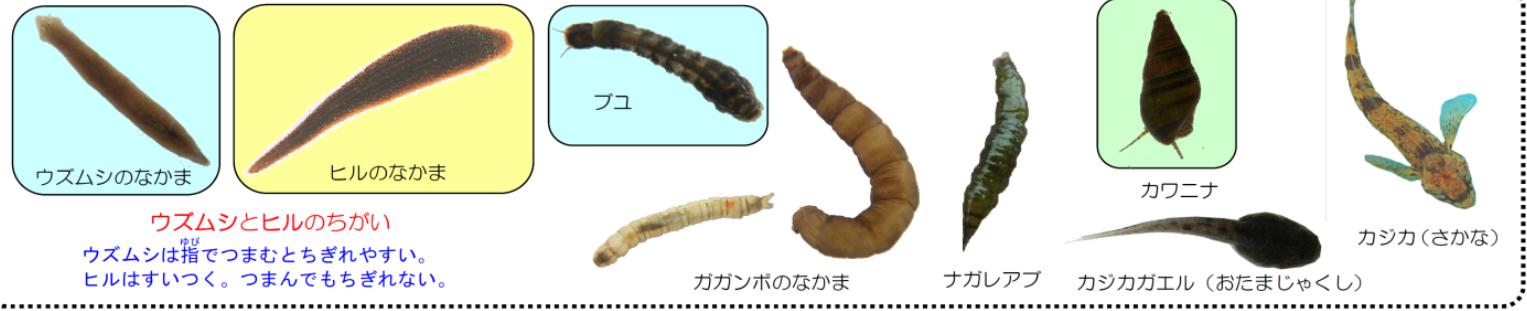 ウズムシのなかま
ヒルのなかま
ブユ
ウズムシとヒルのちがい
ゆび
ウズムシは指でつまむとちぎれやすい。
ヒルはすいつく。つまんでもちぎれない。
ガガンボのなかま
ナガレアブ
カワニナ
カジカガエル（おたまじゃくし）
カジカ（さかな）